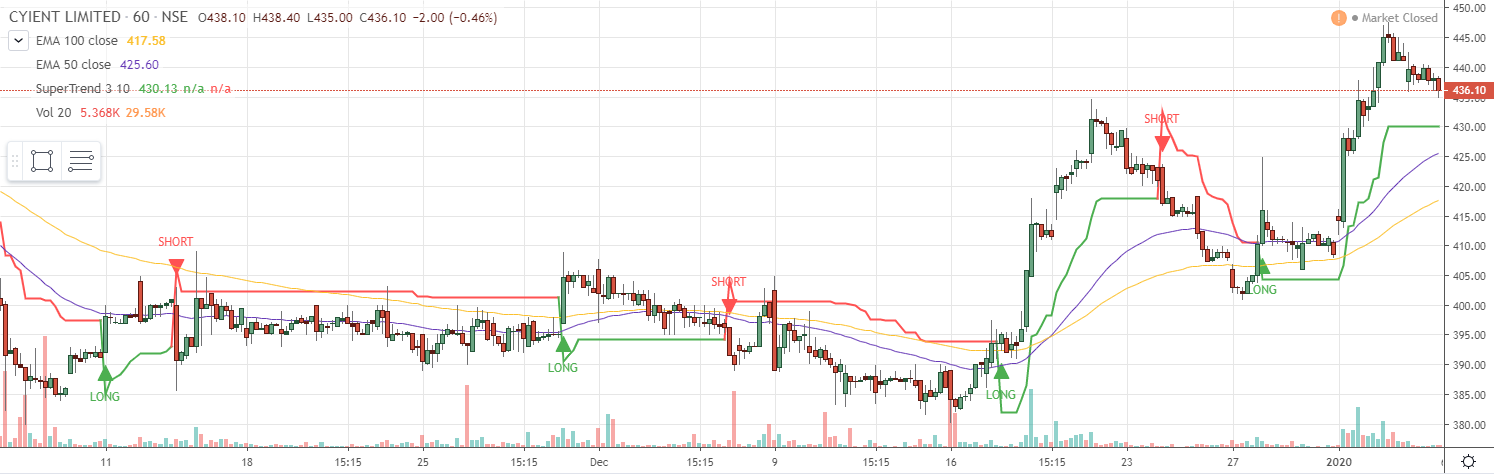 CYIENT LIMITED · 60 · NSE O438.10 H438.40 L435.00 C436.10 −2.00 (−0.46%)
Market Closed
EMA 100 close 417.58
EMA 50 close 425.60
SuperTrend 3 10 430.13 n/a n/a
Vol 20 5.368K 29.58K
450.00
445.00
440.00
436.10
435.00
430.00
425.00
420.00
415.00
410.00
405.00
400.00
395.00
390.00
385.00
380.00
SHORT
SHORT
SHORT
LONG
LONG
LONG
LONG
11 18 15:15 25 15:15 Dec 15:15 9 15:15 16 15:15 23 27 2020 6